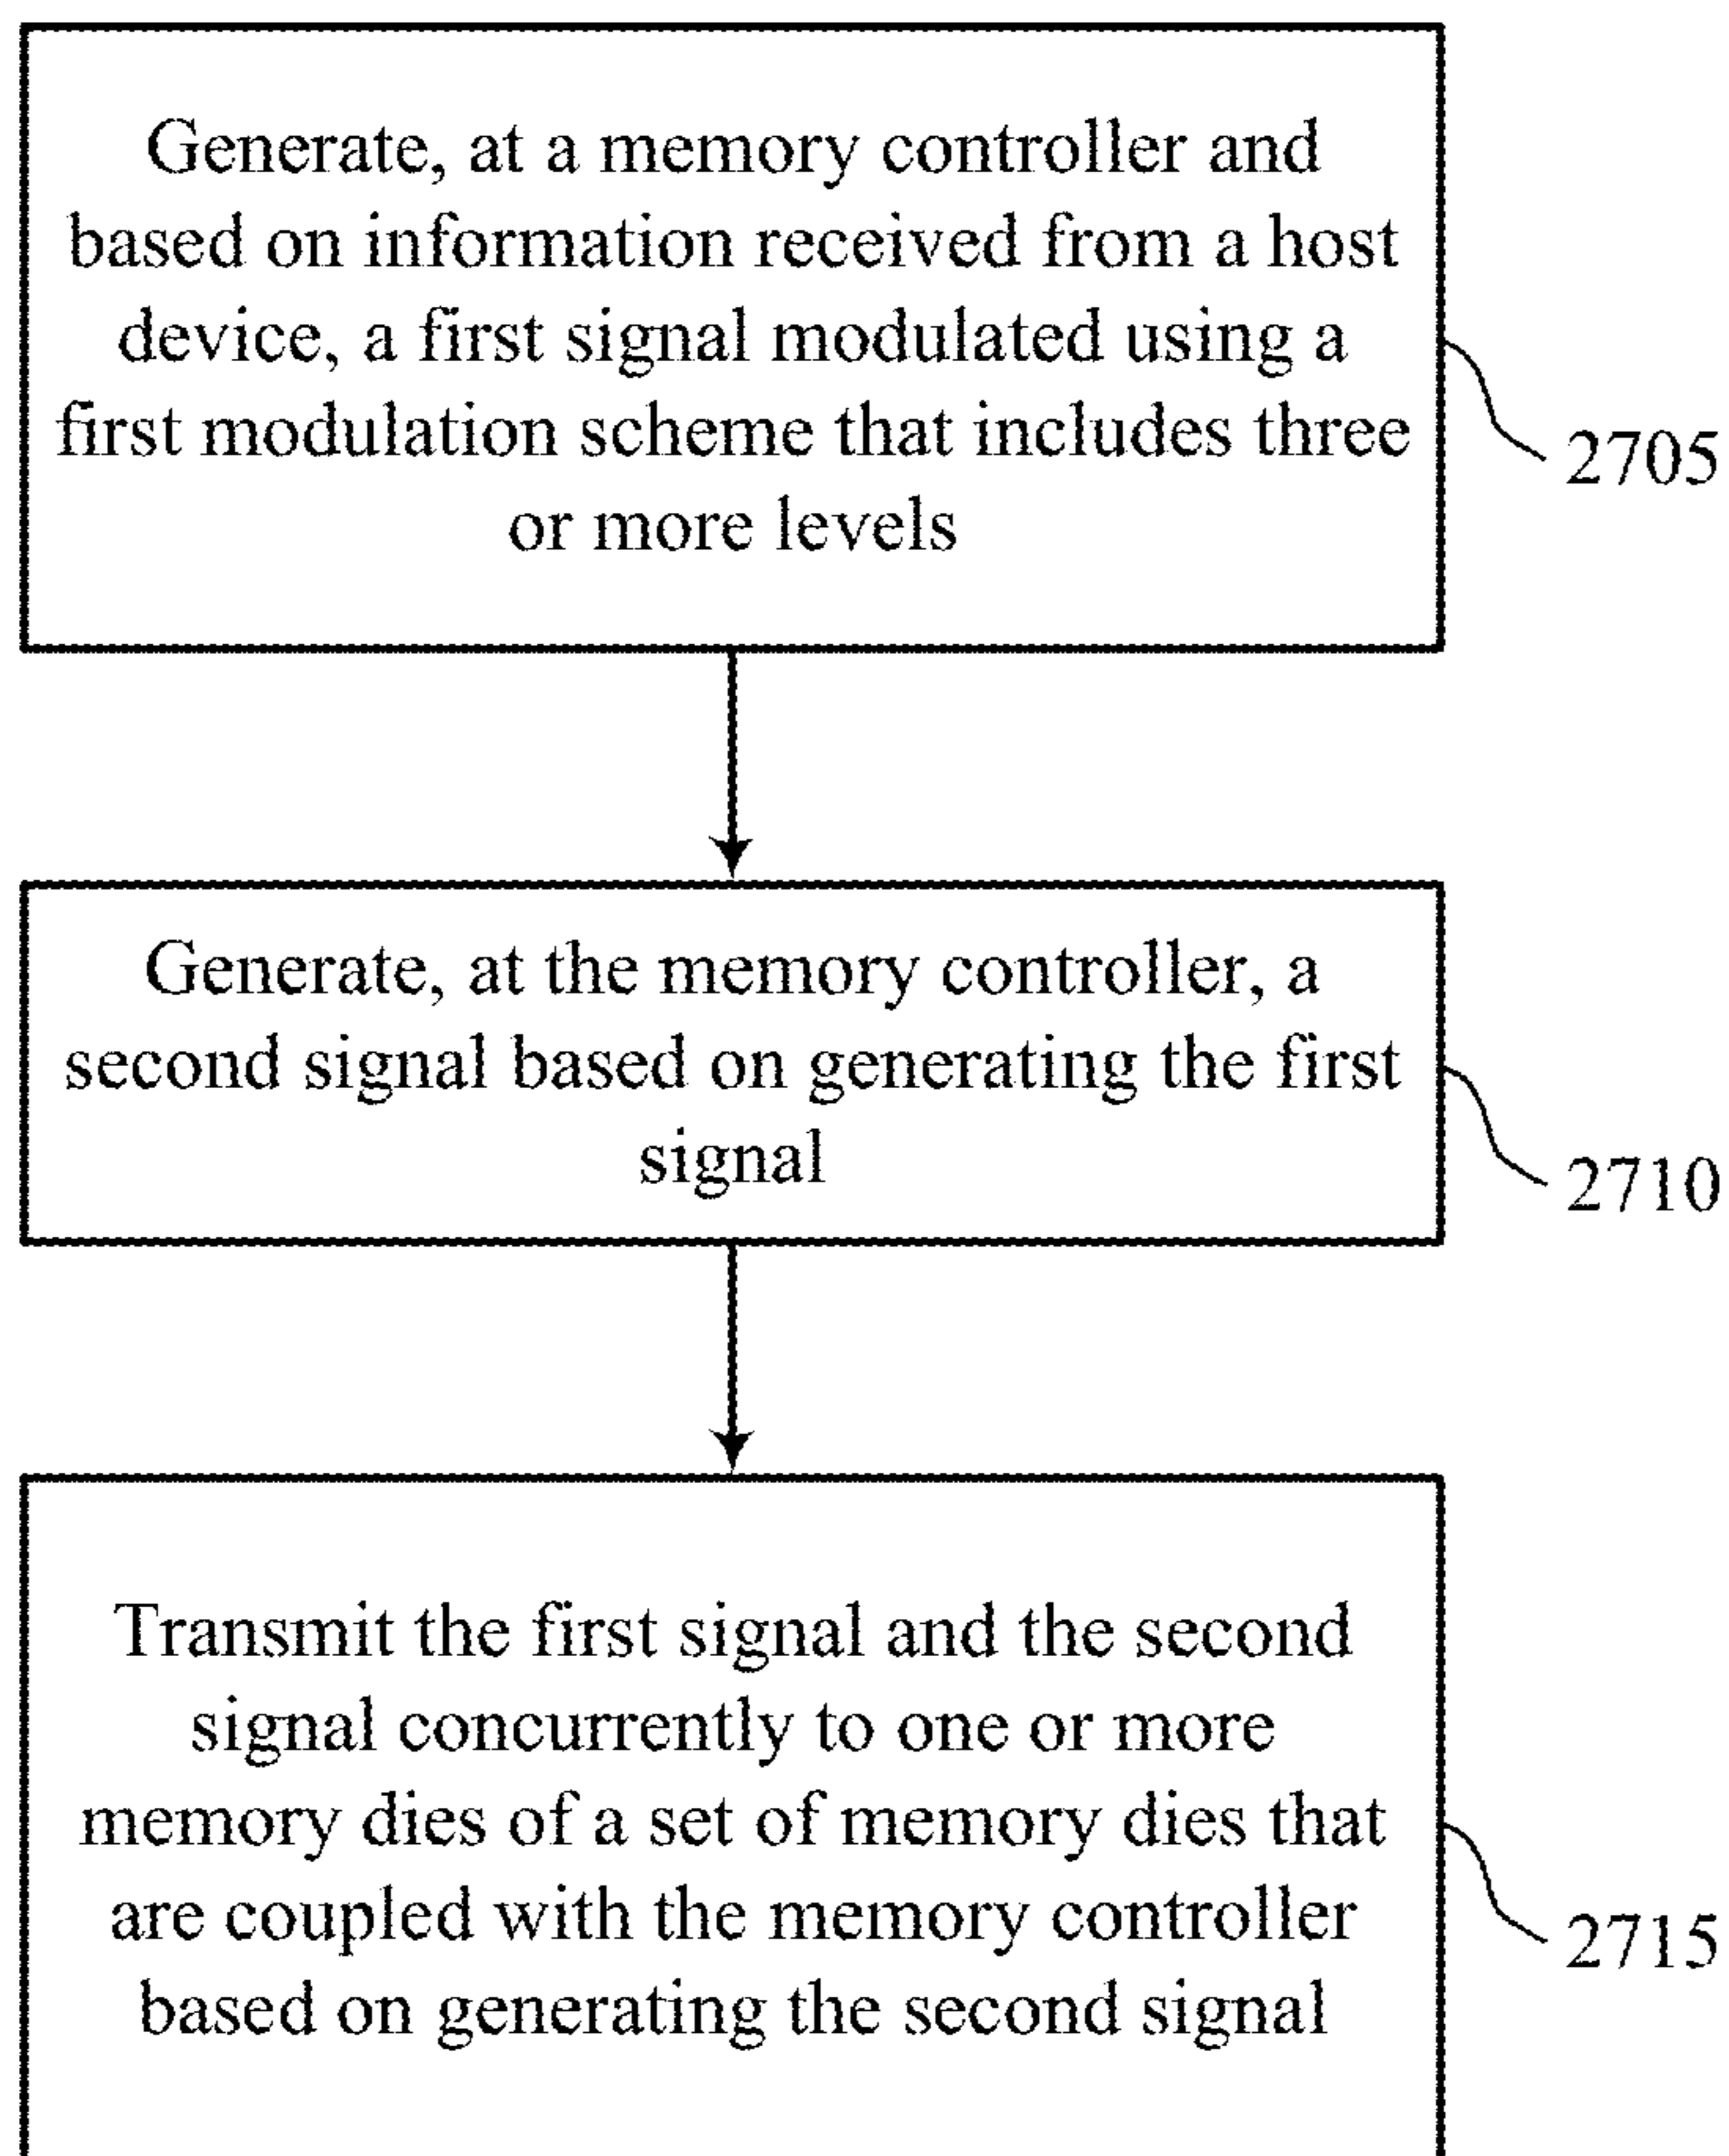 Generate, at a memory controller and
based on information received from a host
device, a first signal modulated using a
first modulation scheme that includes three
or more levels
2705
Generate, at the memory controller, a
second signal based on generating the first
signal
2710
Transmit the first signal and the second
signal concurrently to one or more
memory dies of a set of memory dies that
are coupled with the memory controller
based on generating the second signal
2715